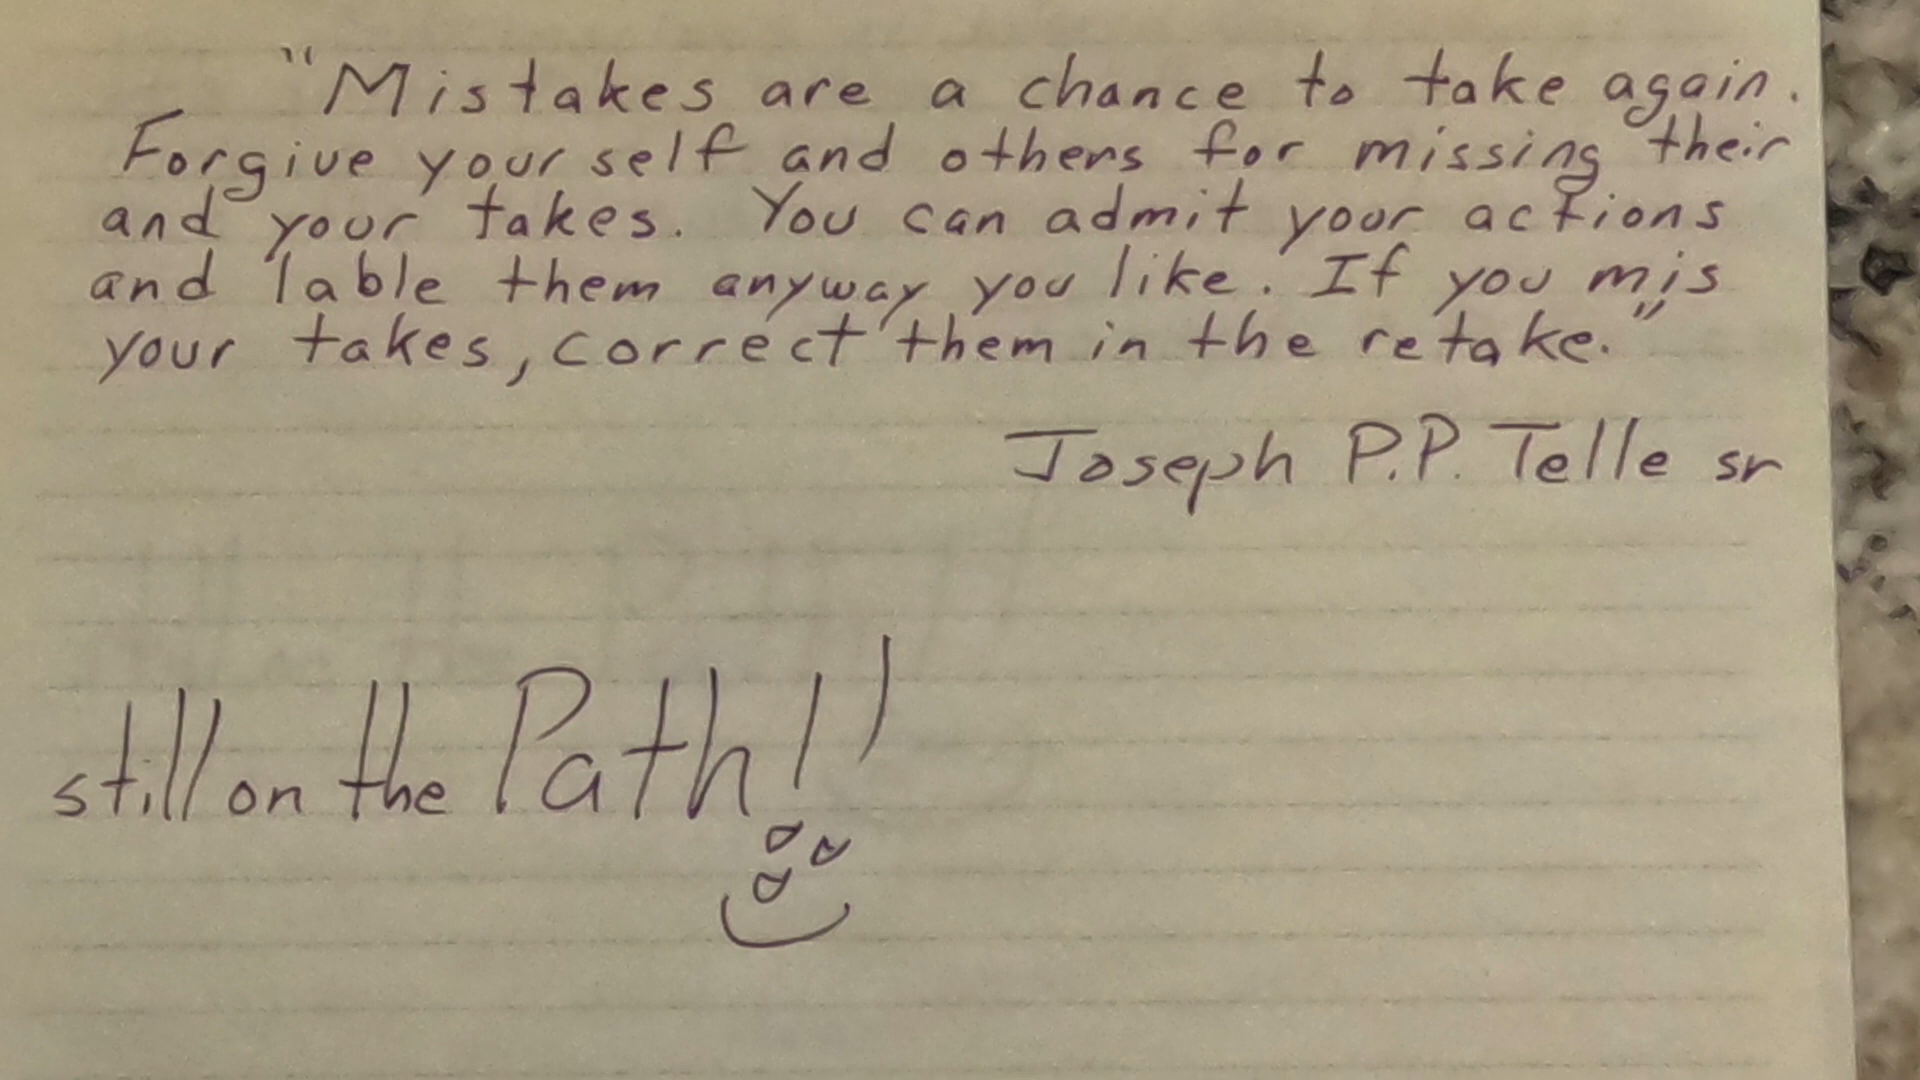 "Mistakes are a chance to take again.
Forgive your self and others for missing their
and your takes. You can admit your actions
and lable them anyway you like. If you mis
your takes, correct them in the retake."
Joseph P.P. Telle sr
still on the Path!!